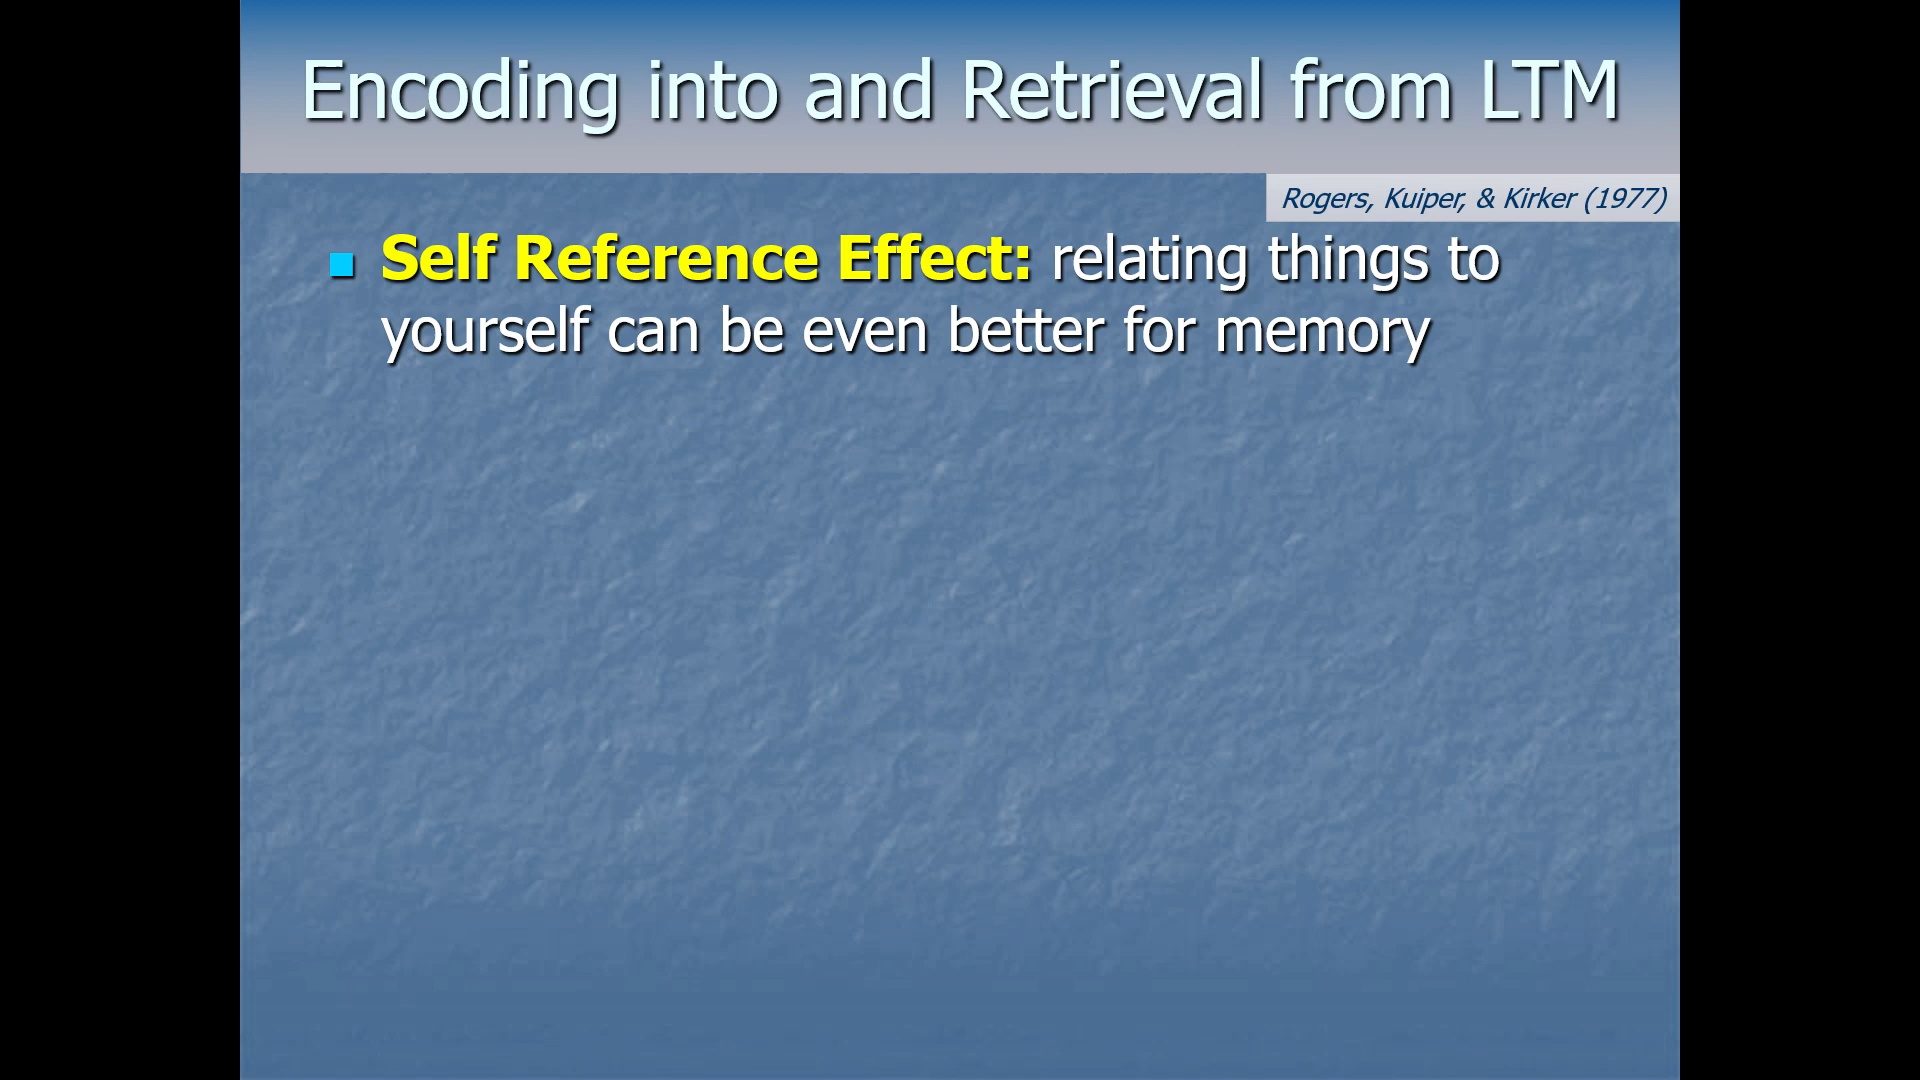 Encoding into and Retrieval from LTM
Rogers, Kuiper, & Kirker (1977)
Self Reference Effect: relating things to
yourself can be even better for memory